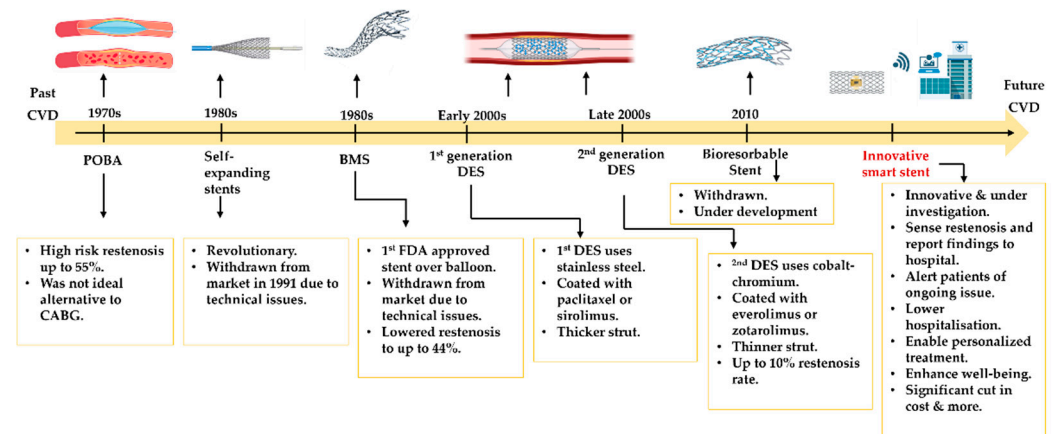 Past
CVD
1970s
1980s
1980s
Early 2000s
Late 2000s
2010
Future
CVD
POBA
Self-
expanding
stents
BMS
1st generation
DES
2nd generation
DES
Bioresorbable
Stent
Innovative
smart stent
• High risk restenosis
up to 55%.
• Was not ideal
alternative to
CABG.
• Revolutionary.
• Withdrawn from
market in 1991 due to
technical issues.
• 1st FDA approved
stent over balloon.
• Withdrawn from
market due to
technical issues.
• Lowered restenosis
to up to 44%.
• 1st DES uses
stainless steel.
• Coated with
paclitaxel or
sirolimus.
• Thicker strut.
• 2nd DES uses cobalt-
chromium.
• Coated with
everolimus or
zotarolimus.
• Thinner strut.
• Up to 10% restenosis
rate.
• Withdrawn.
• Under development
• Innovative & under
investigation.
• Sense restenosis and
report findings to
hospital.
• Alert patients of
ongoing issue.
• Lower
hospitalisation.
• Enable personalized
treatment.
• Enhance well-being.
• Significant cut in
cost & more.